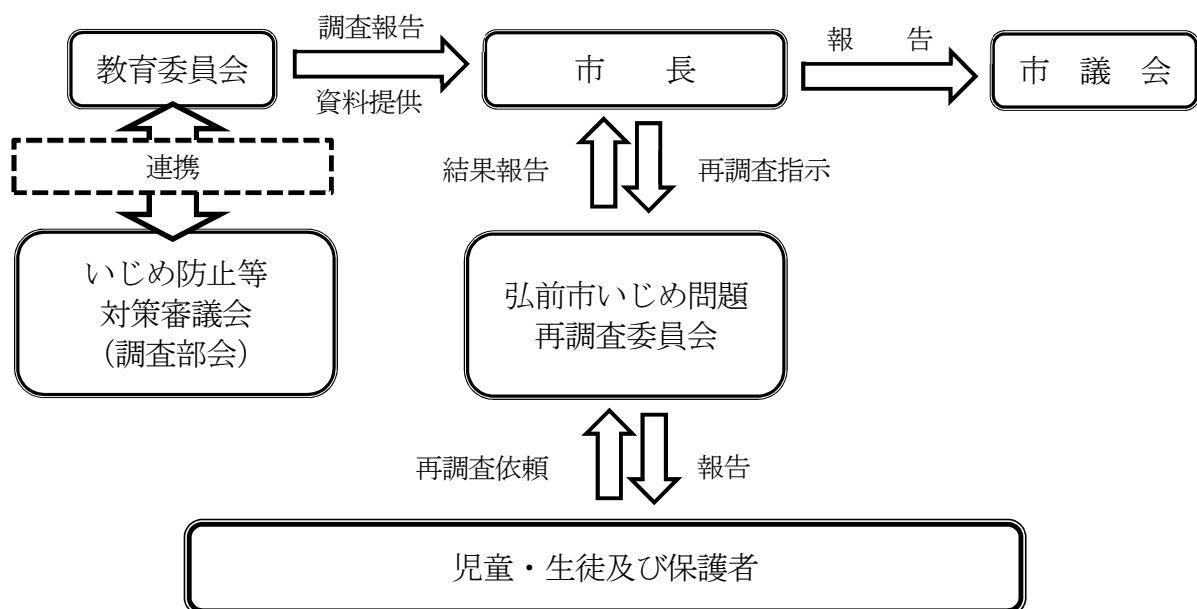 調査報告
教育委員会
市　　長
報　　告
市　議　会
資料提供
連携
結果報告
再調査指示
いじめ防止等
対策審議会
（調査部会）
弘前市いじめ問題
再調査委員会
再調査依頼
報告
児童・生徒及び保護者